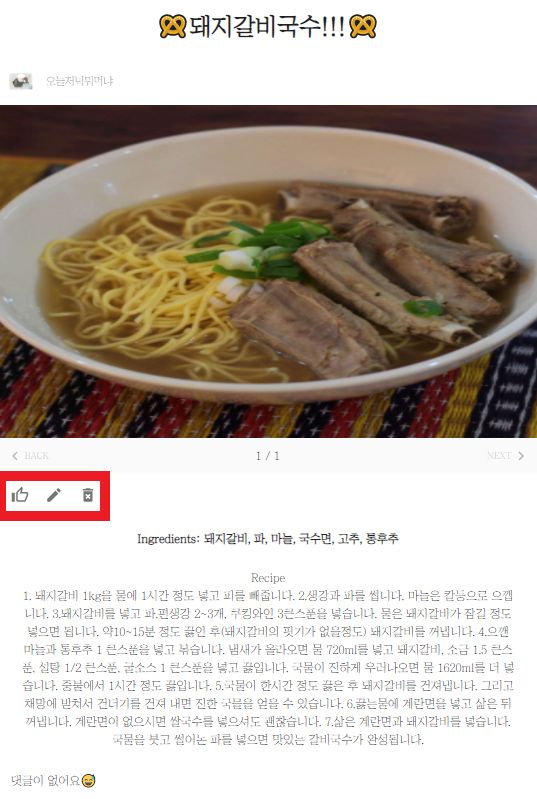 🥨돼지갈비국수!!!🥨
오늘저녁뭐먹냐
BACK
1 / 1
NEXT
Ingredients: 돼지갈비, 파, 마늘, 국수면, 고추, 통후추
Recipe
1. 돼지갈비 1kg을 물에 1시간 정도 넣고 피를 빼줍니다. 2.생강과 파를 썹니다. 마늘은 칼등으로 으깹
니다. 3.돼지갈비를 넣고 파,편생강 2~3개, 쿠킹와인 3큰스푼을 넣습니다. 물은 돼지갈비가 잠길 정도
넣으면 됩니다. 약10~15분 정도 끓인 후(돼지갈비의 핏기가 없을정도) 돼지갈비를 꺼냅니다. 4.으깬
마늘과 통후추 1 큰스푼을 넣고 볶습니다. 냄새가 올라오면 물 720ml를 넣고 돼지갈비, 소금 1.5 큰스
푼, 설탕 1/2 큰스푼, 굴소스 1 큰스푼을 넣고 끓입니다. 국물이 진하게 우러나오면 물 1620ml를 더 넣
습니다. 중불에서 1시간 정도 끓입니다. 5.국물이 한시간 정도 끓은 후 돼지갈비를 건져냅니다. 그리고
채망에 받쳐서 건더기를 건져 내면 진한 국물을 얻을 수 있습니다. 6.끓는물에 계란면을 넣고 삶은 뒤
꺼냅니다. 계란면이 없으시면 쌀국수를 넣으셔도 괜찮습니다. 7.삶은 계란면과 돼지갈비를 넣습니다.
국물을 붓고 썰어논 파를 넣으면 맛있는 갈비국수가 완성됩니다.
댓글이 없어요😅